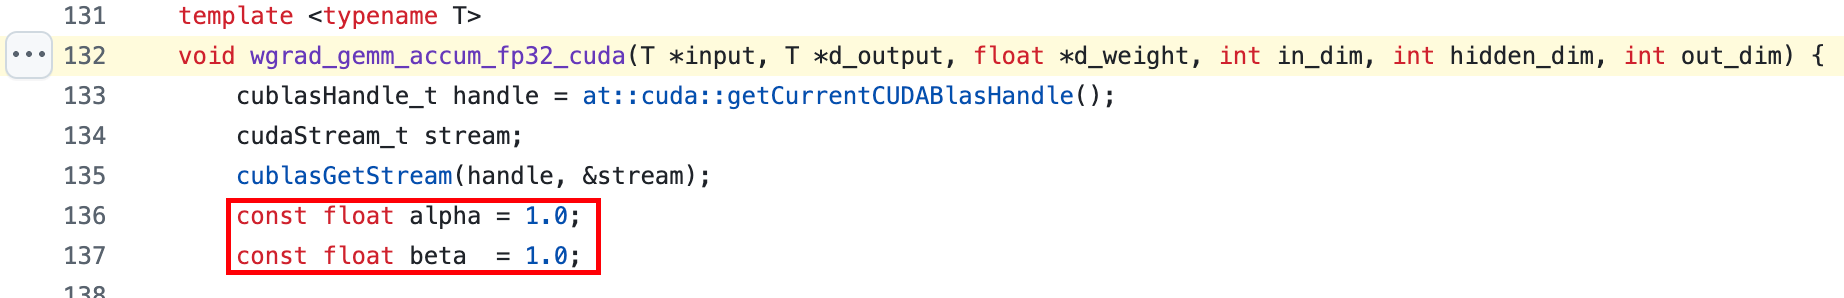 131 template <typename T>
132 void wgrad_gemm_accum_fp32_cuda(T *input, T *d_output, float *d_weight, int in_dim, int hidden_dim, int out_dim) {
133 cublasHandle_t handle = at::cuda::getCurrentCUDABlasHandle();
134 cudaStream_t stream;
135 cublasGetStream(handle, &stream);
136 const float alpha = 1.0;
137 const float beta  = 1.0;
138